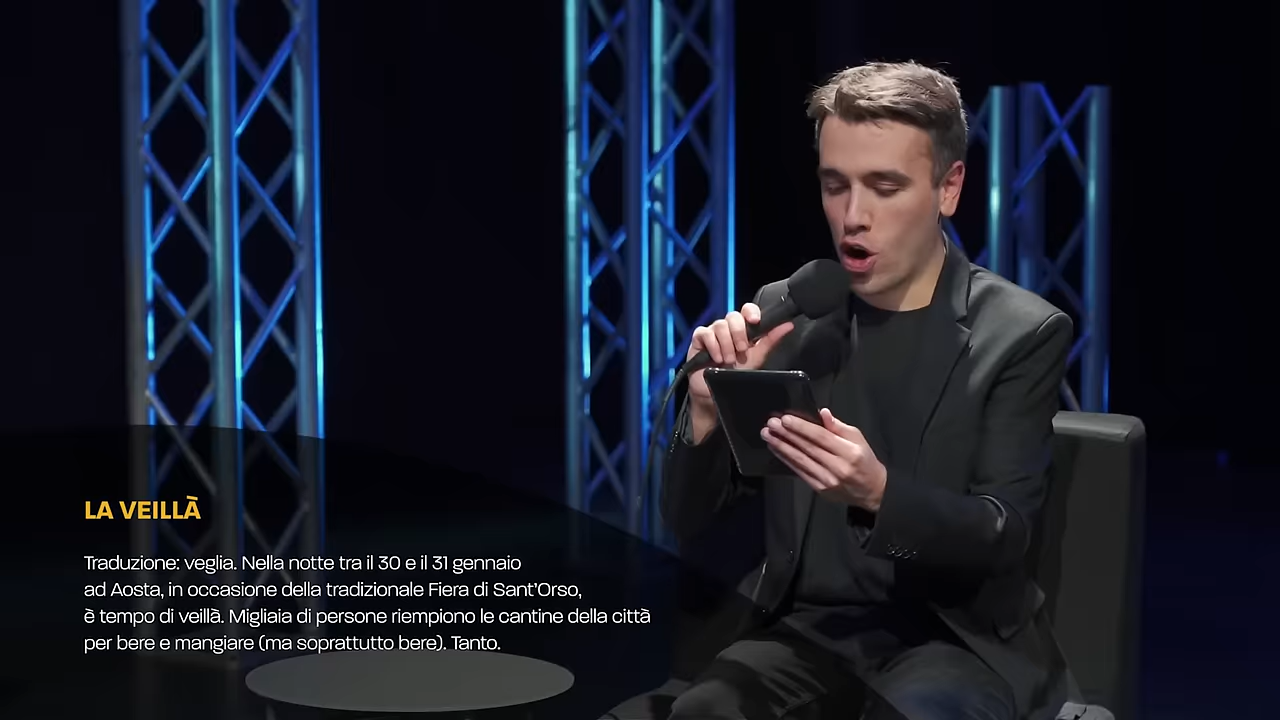 LA VEILLÀ
Traduzione: veglia. Nella notte tra il 30 e il 31 gennaio
ad Aosta, in occasione della tradizionale Fiera di Sant'Orso,
è tempo di veillà. Migliaia di persone riempiono le cantine della città
per bere e mangiare (ma soprattutto bere). Tanto.